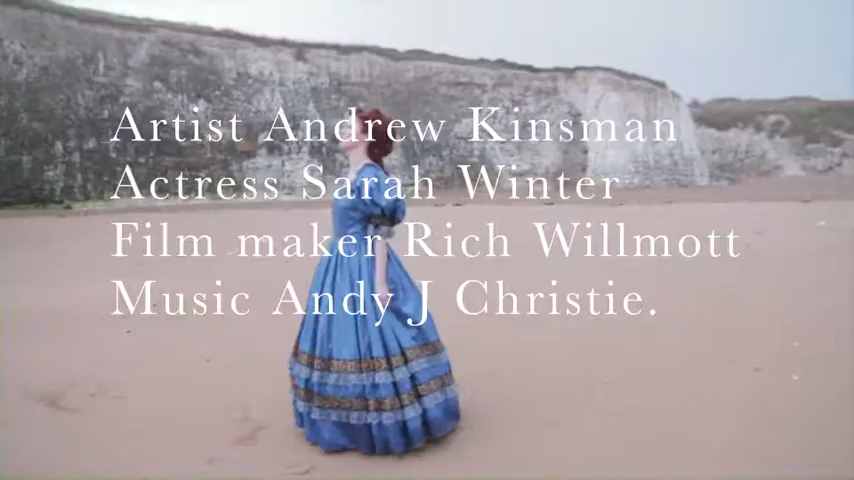 Artist Andrew Kinsman
Actress Sarah Winter
Film maker Rich Willmott
Music Andy J Christie.